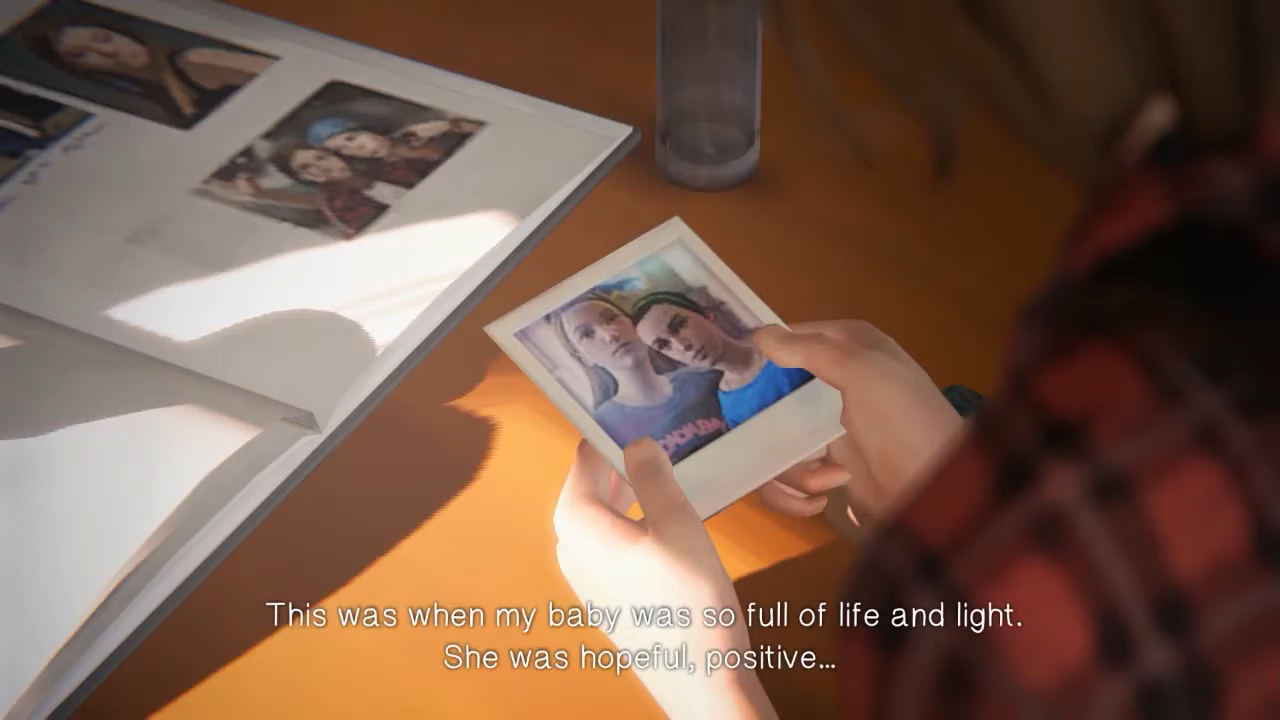 This was when my baby was so full of life and light.
She was hopeful, positive...